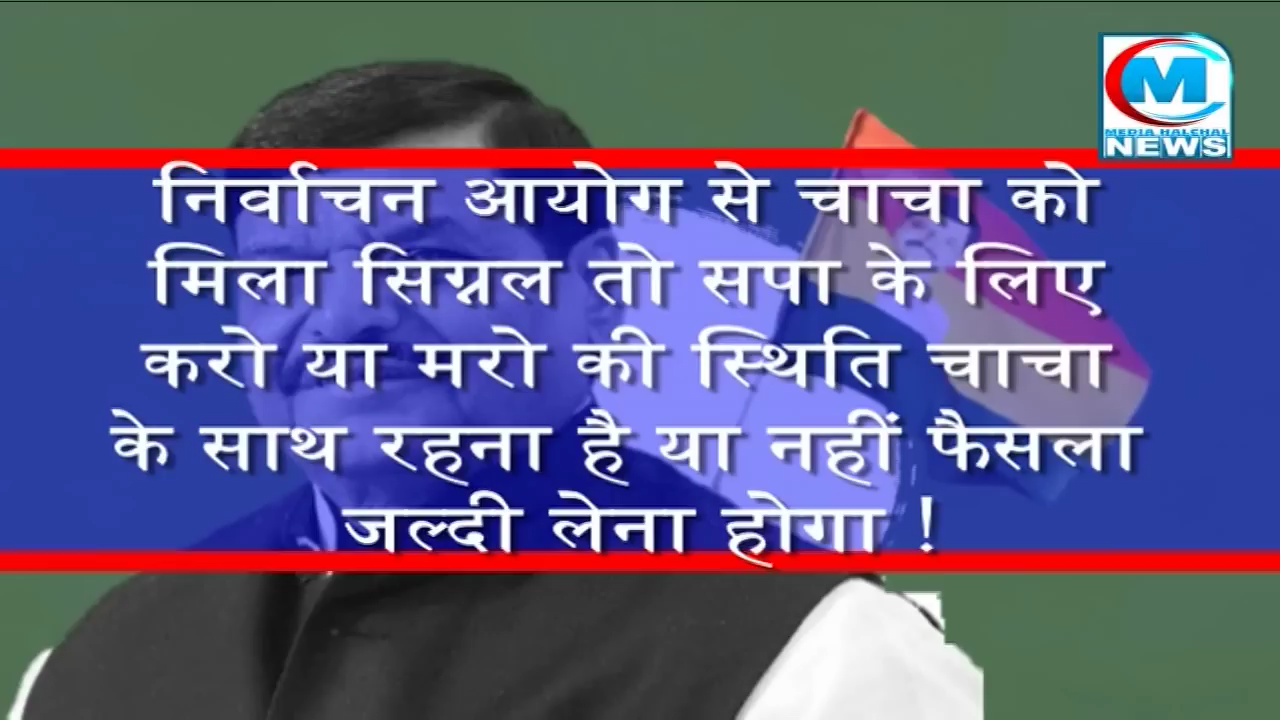 MEDIA HALCHAL
NEWS
निर्वाचन आयोग से चाचा को
मिला सिग्नल तो सपा के लिए
करो या मरो की स्थिति चाचा
के साथ रहना है या नहीं फैसला
जल्दी लेना होगा !